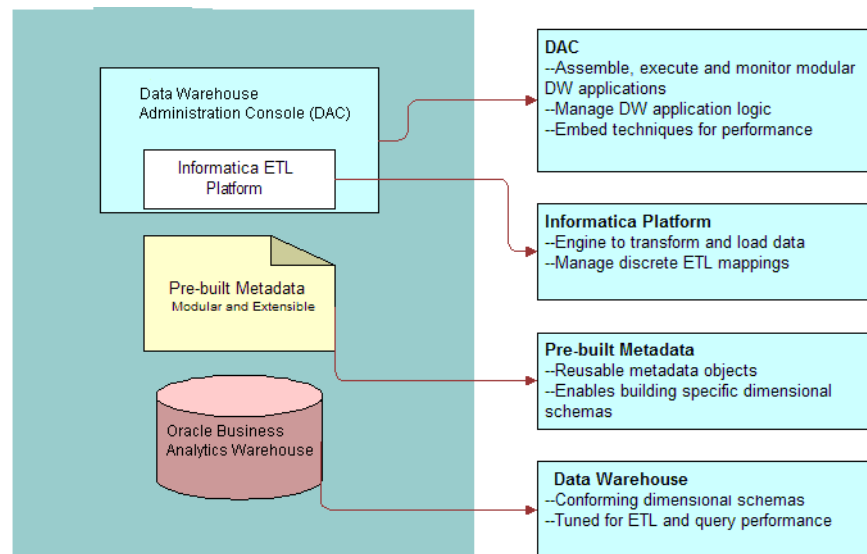 Data Warehouse
Administration Console (DAC)
Informatica ETL
Platform
Pre-built Metadata
Modular and Extensible
Oracle Business
Analytics Warehouse
DAC
--Assemble, execute and monitor modular
DW applications
--Manage DW application logic
--Embed techniques for performance
Informatica Platform
--Engine to transform and load data
--Manage discrete ETL mappings
Pre-built Metadata
--Reusable metadata objects
--Enables building specific dimensional
schemas
Data Warehouse
--Conforming dimensional schemas
--Tuned for ETL and query performance